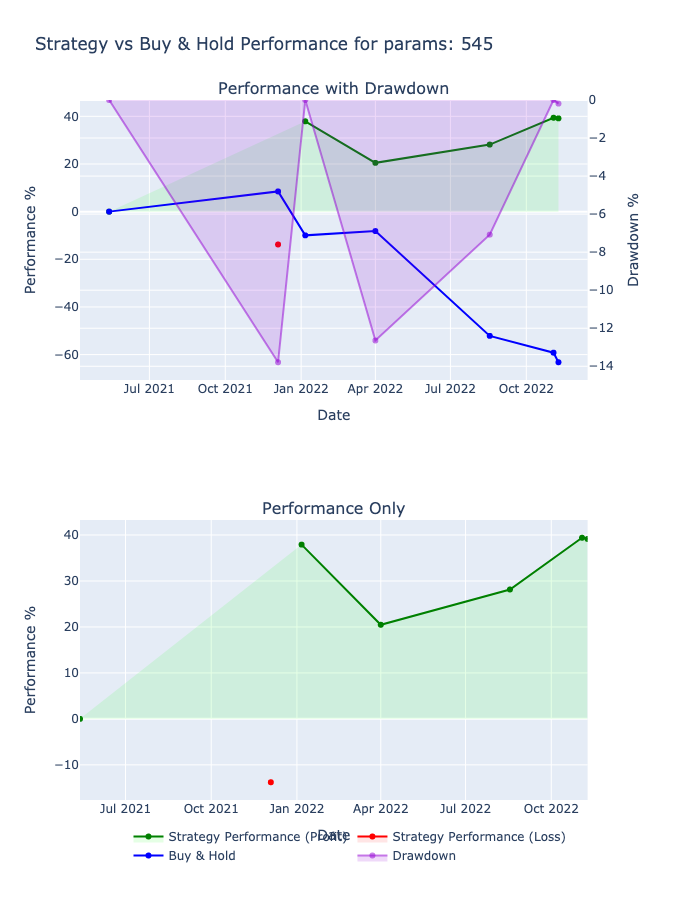 Strategy vs Buy & Hold Performance for params: 545
Performance with Drawdown
40
20
0
−20
−40
−60
Performance %
0
−2
−4
−6
−8
−10
−12
−14
Drawdown %
Jul 2021 Oct 2021 Jan 2022 Apr 2022 Jul 2022 Oct 2022
Date
Performance Only
40
30
20
10
0
−10
Performance %
Jul 2021 Oct 2021 Jan 2022 Apr 2022 Jul 2022 Oct 2022
Date
Strategy Performance (Profit) Strategy Performance (Loss)
Buy & Hold Drawdown